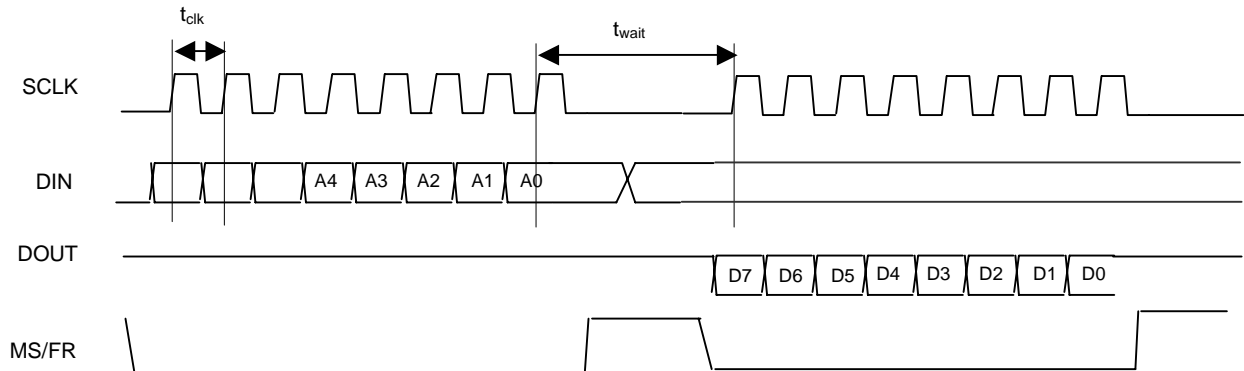 tclk
twait
SCLK
DIN
A4 A3 A2 A1 A0
DOUT
D7 D6 D5 D4 D3 D2 D1 D0
MS/FR